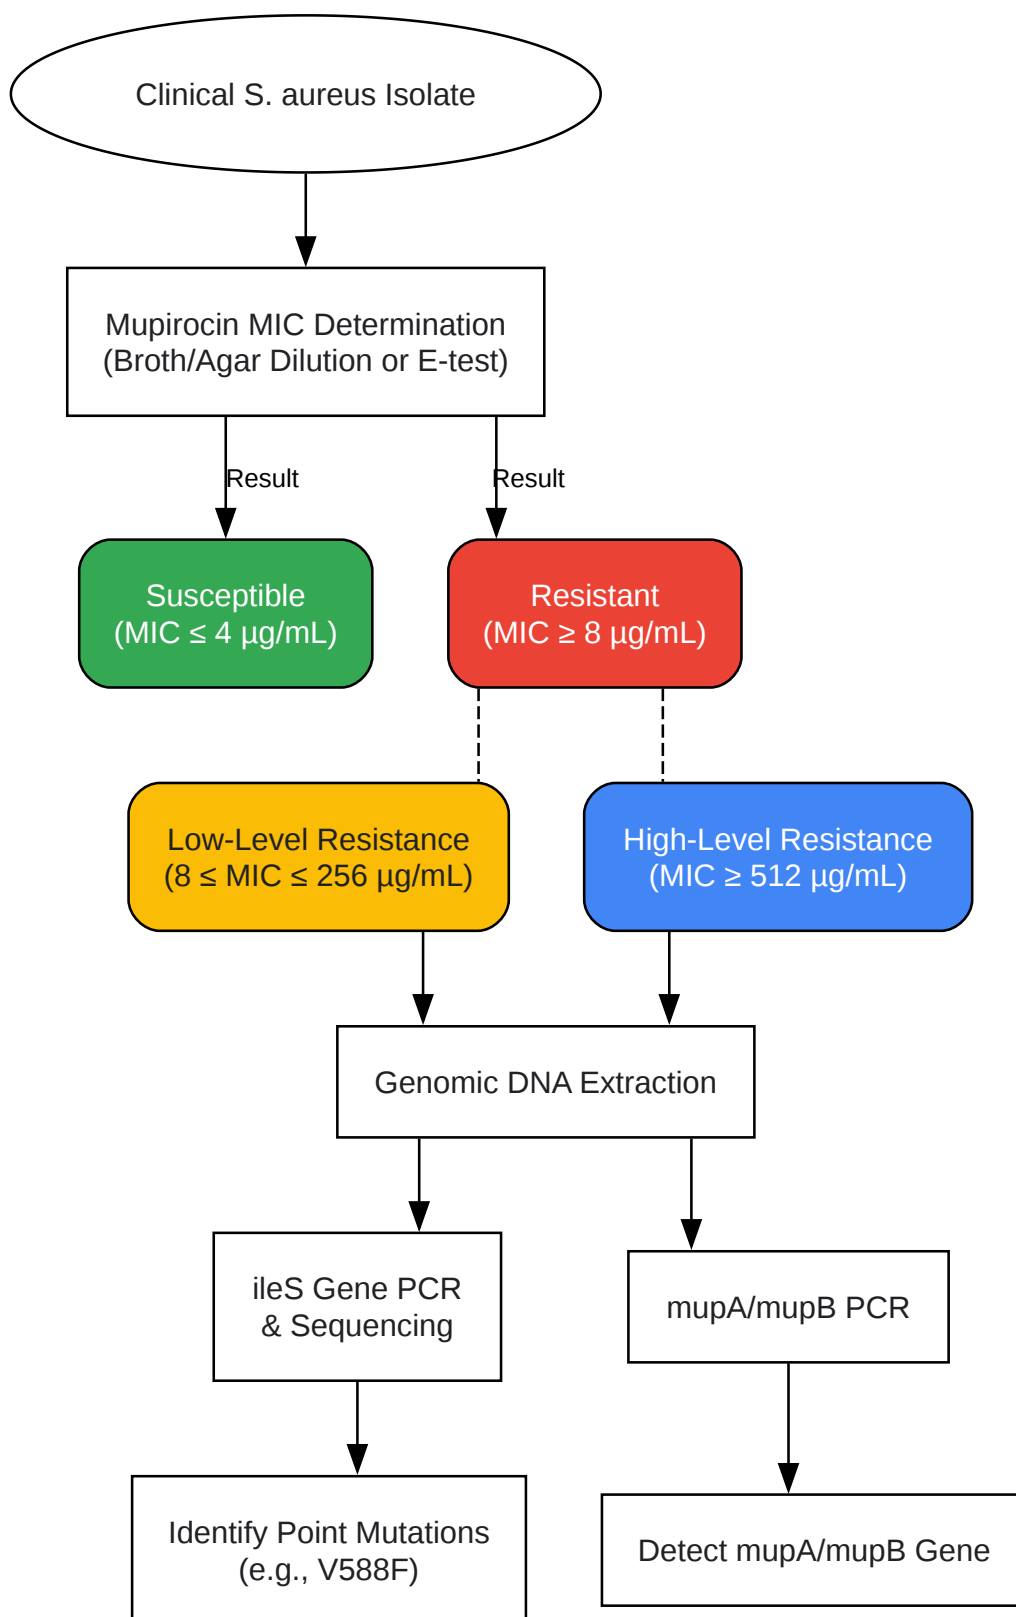 Clinical S. aureus Isolate
Mupirocin MIC Determination
(Broth/Agar Dilution or E-test)
Result
Result
Susceptible
(MIC ≤ 4 µg/mL)
Resistant
(MIC ≥ 8 µg/mL)
Low-Level Resistance
(8 ≤ MIC ≤ 256 µg/mL)
High-Level Resistance
(MIC ≥ 512 µg/mL)
Genomic DNA Extraction
ileS Gene PCR
& Sequencing
mupA/mupB PCR
Identify Point Mutations
(e.g., V588F)
Detect mupA/mupB Gene